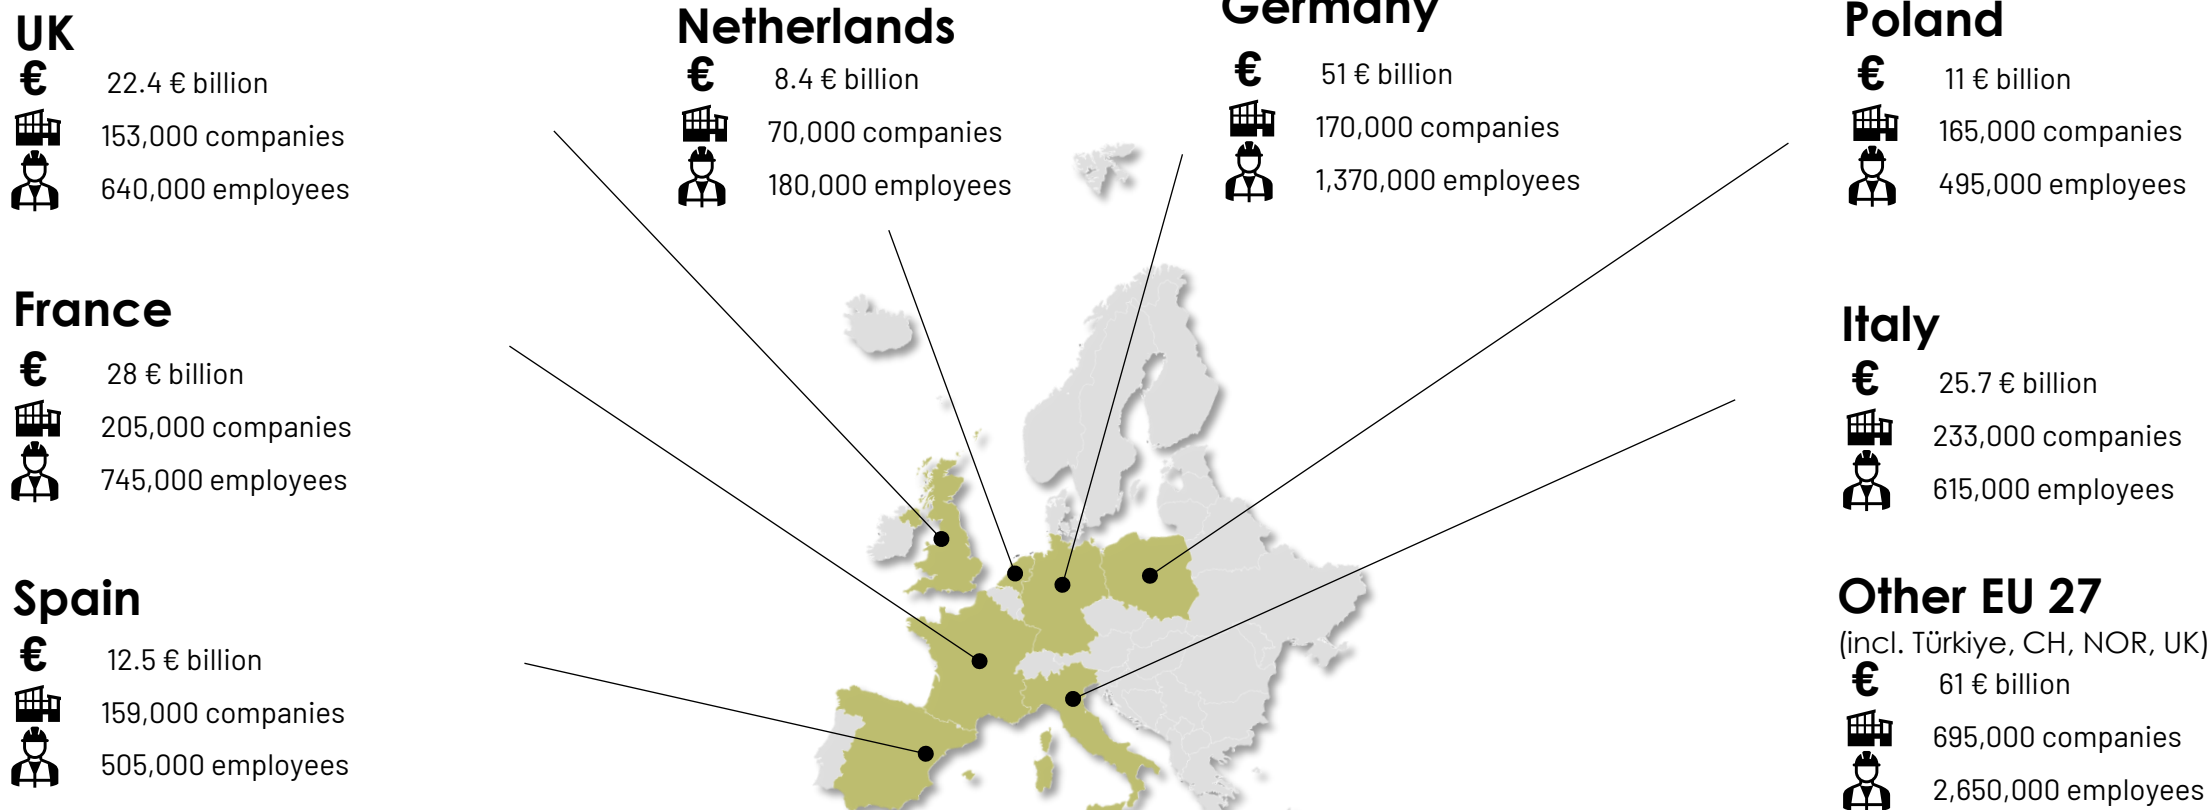 UK
€ 22.4 € billion
153,000 companies
640,000 employees
Netherlands
€ 8.4 € billion
70,000 companies
180,000 employees
Germany
€ 51 € billion
170,000 companies
1,370,000 employees
Poland
€ 11 € billion
165,000 companies
495,000 employees
France
€ 28 € billion
205,000 companies
745,000 employees
Italy
€ 25.7 € billion
233,000 companies
615,000 employees
Spain
€ 12.5 € billion
159,000 companies
505,000 employees
Other EU 27
(incl. Türkiye, CH, NOR, UK)
€ 61 € billion
695,000 companies
2,650,000 employees